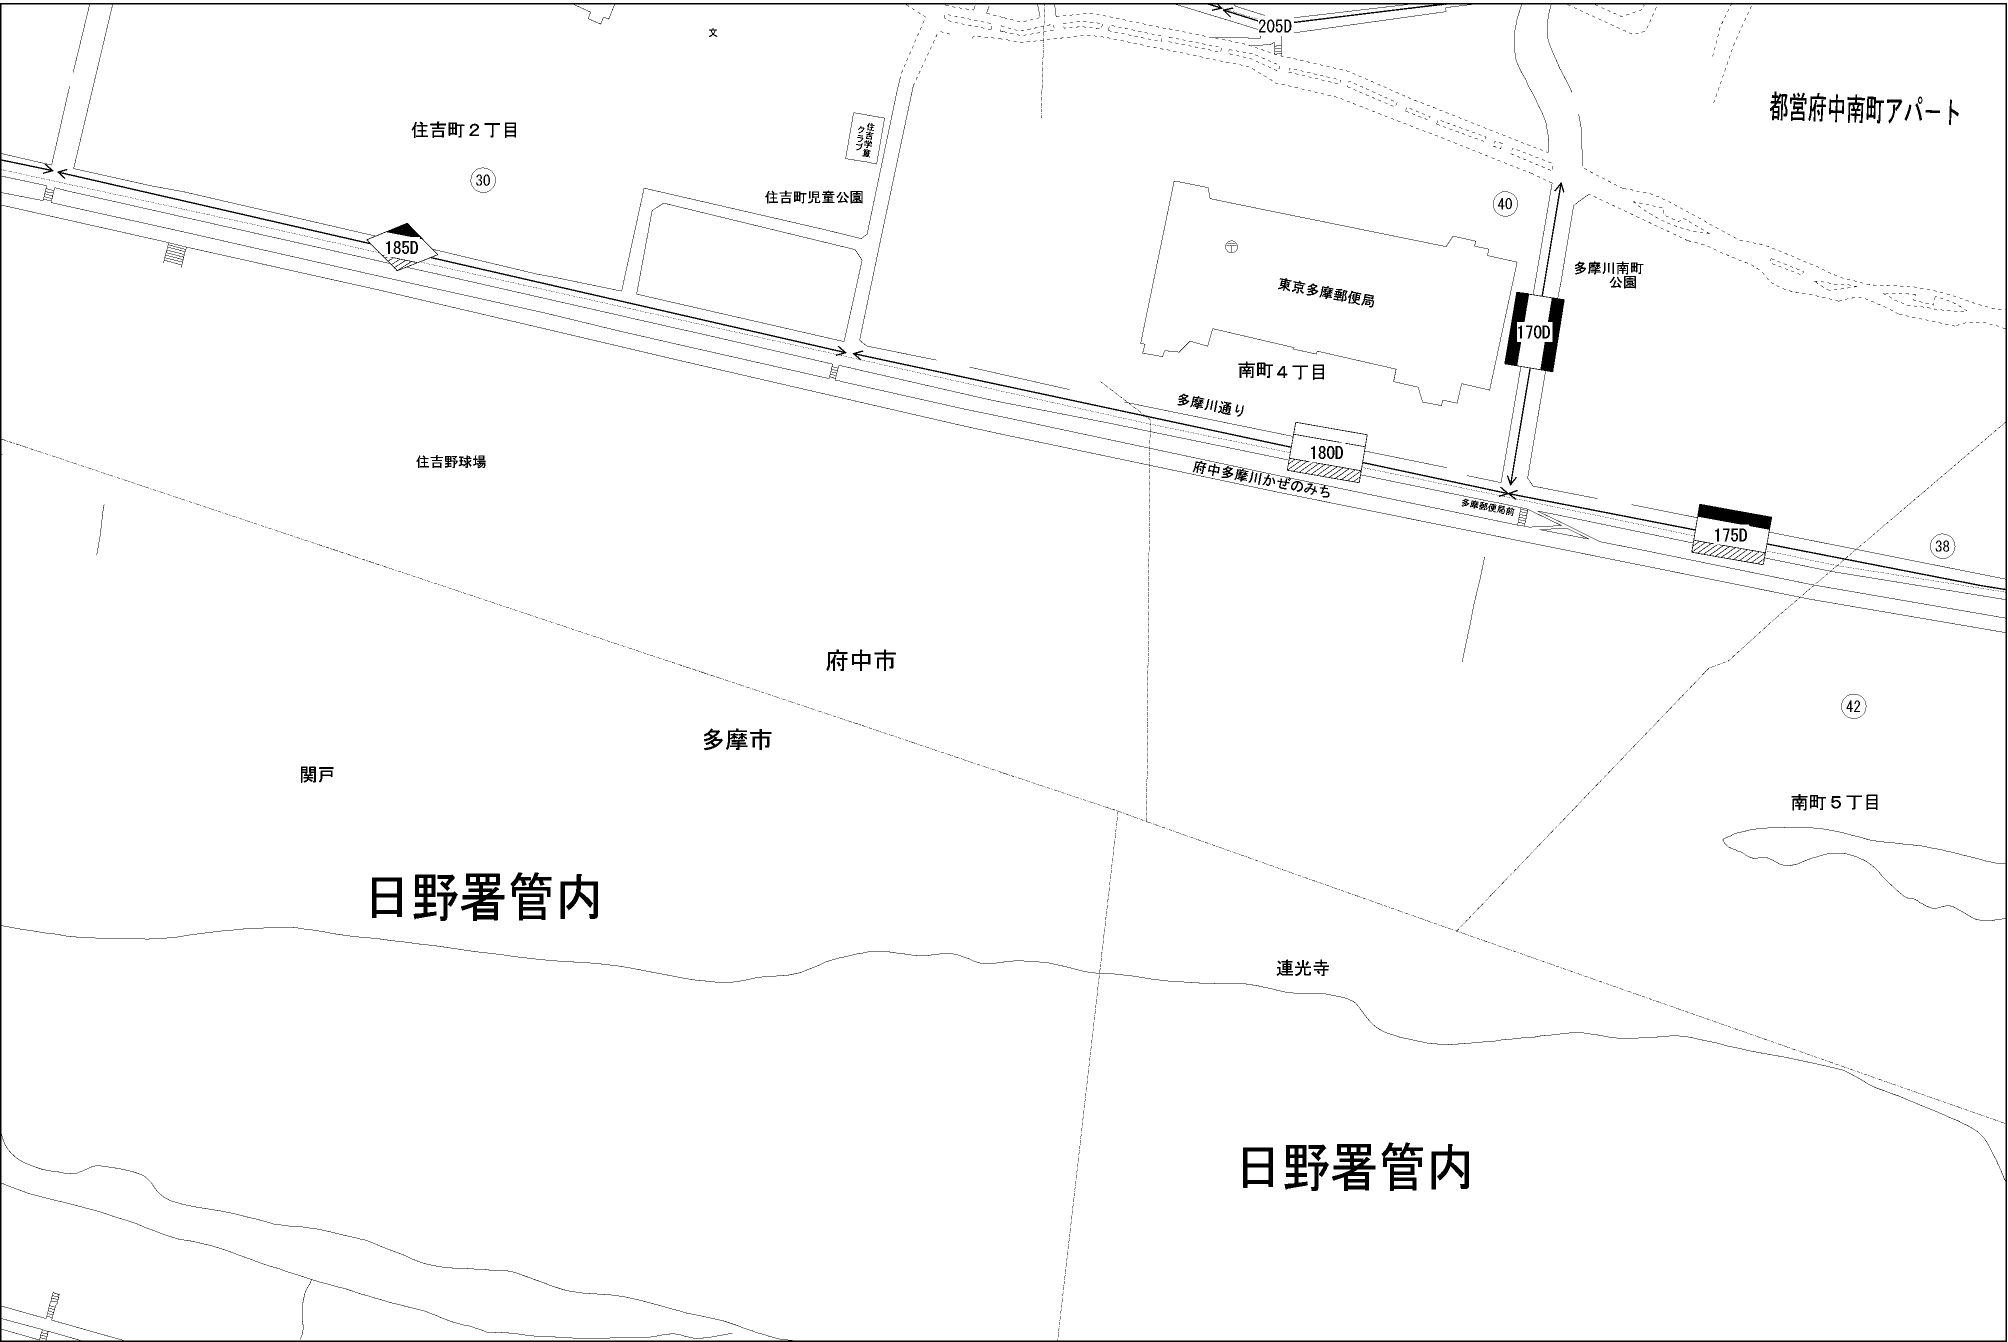 文
205D
都営府中南町アパート
住吉町２丁目
住吉学童
クラブ
30
住吉町児童公園
40
185D
〒
多摩川南町
公園
東京多摩郵便局
170D
南町４丁目
多摩川通り
180D
住吉野球場
府中多摩川かぜのみち
多摩郵便局前
175D
38
府中市
42
多摩市
関戸
南町５丁目
日野署管内
連光寺
日野署管内